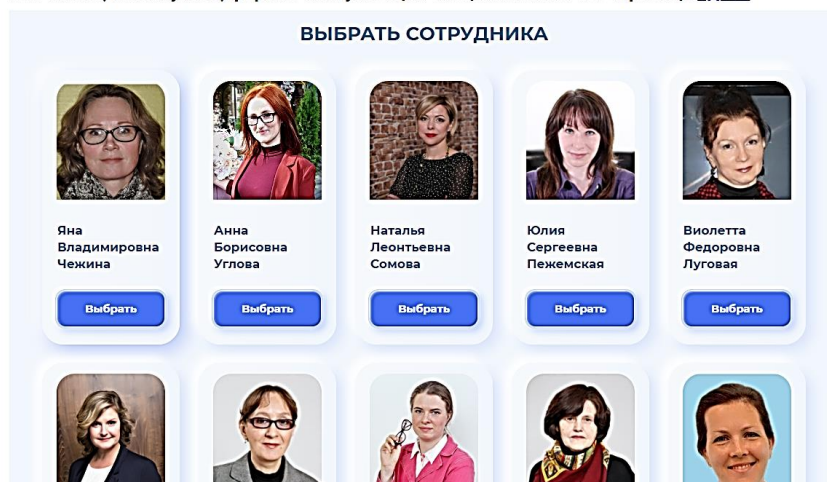 ВЫБРАТЬ СОТРУДНИКА
Яна
Владимировна
Чежина
Выбрать
Анна
Борисовна
Углова
Выбрать
Наталья
Леонтьевна
Сомова
Выбрать
Юлия
Сергеевна
Пежемская
Выбрать
Виолетта
Федоровна
Луговая
Выбрать